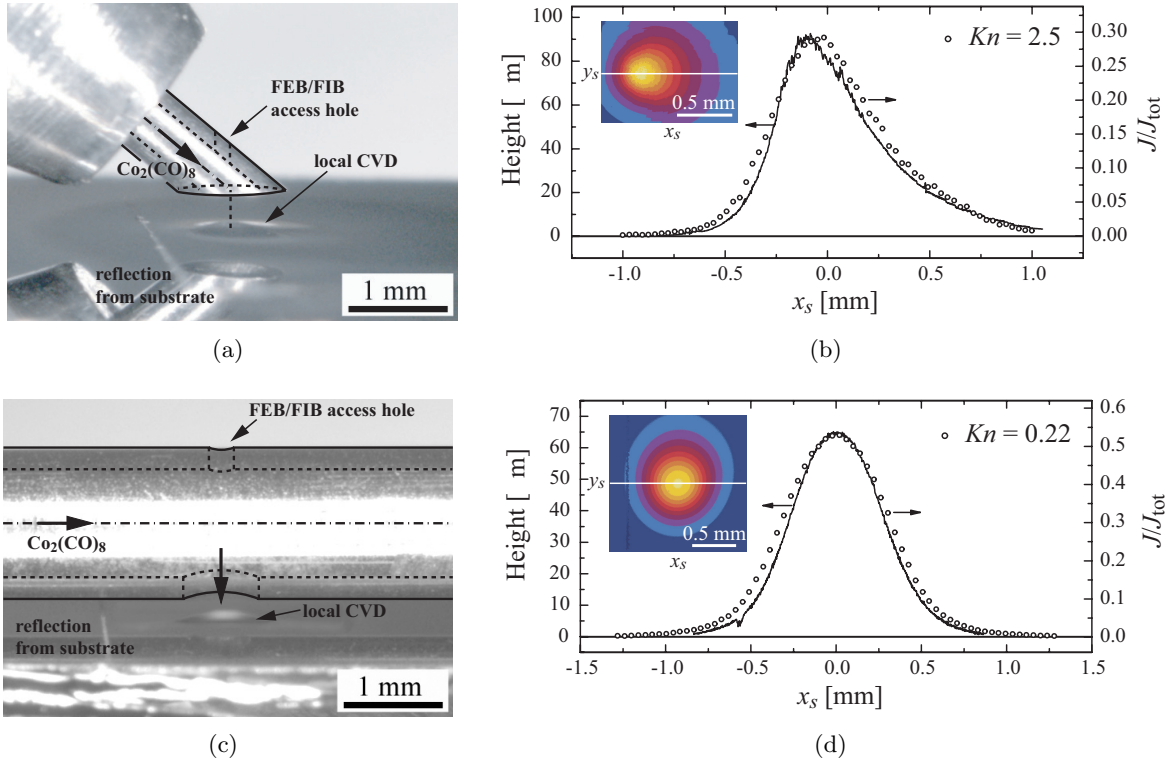 FEB/FIB
access hole
local CVD
Co2(CO)8
reflection
from substrate
1 mm
(a)
100
80
60
40
20
0
Height [ m]
-1.0
-0.5
0.0
0.5
1.0
xs [mm]
0.30
0.25
0.20
0.15
0.10
0.05
0.00
J/Jtot
Kn = 2.5
ys
0.5 mm
xs
(b)
FEB/FIB access hole
Co2(CO)8
local CVD
reflection
from substrate
1 mm
(c)
70
60
50
40
30
20
10
0
Height [ m]
-1.5
-1.0
-0.5
0.0
0.5
1.0
1.5
xs [mm]
0.6
0.5
0.4
0.3
0.2
0.1
0.0
J/Jtot
Kn = 0.22
ys
0.5 mm
xs
(d)